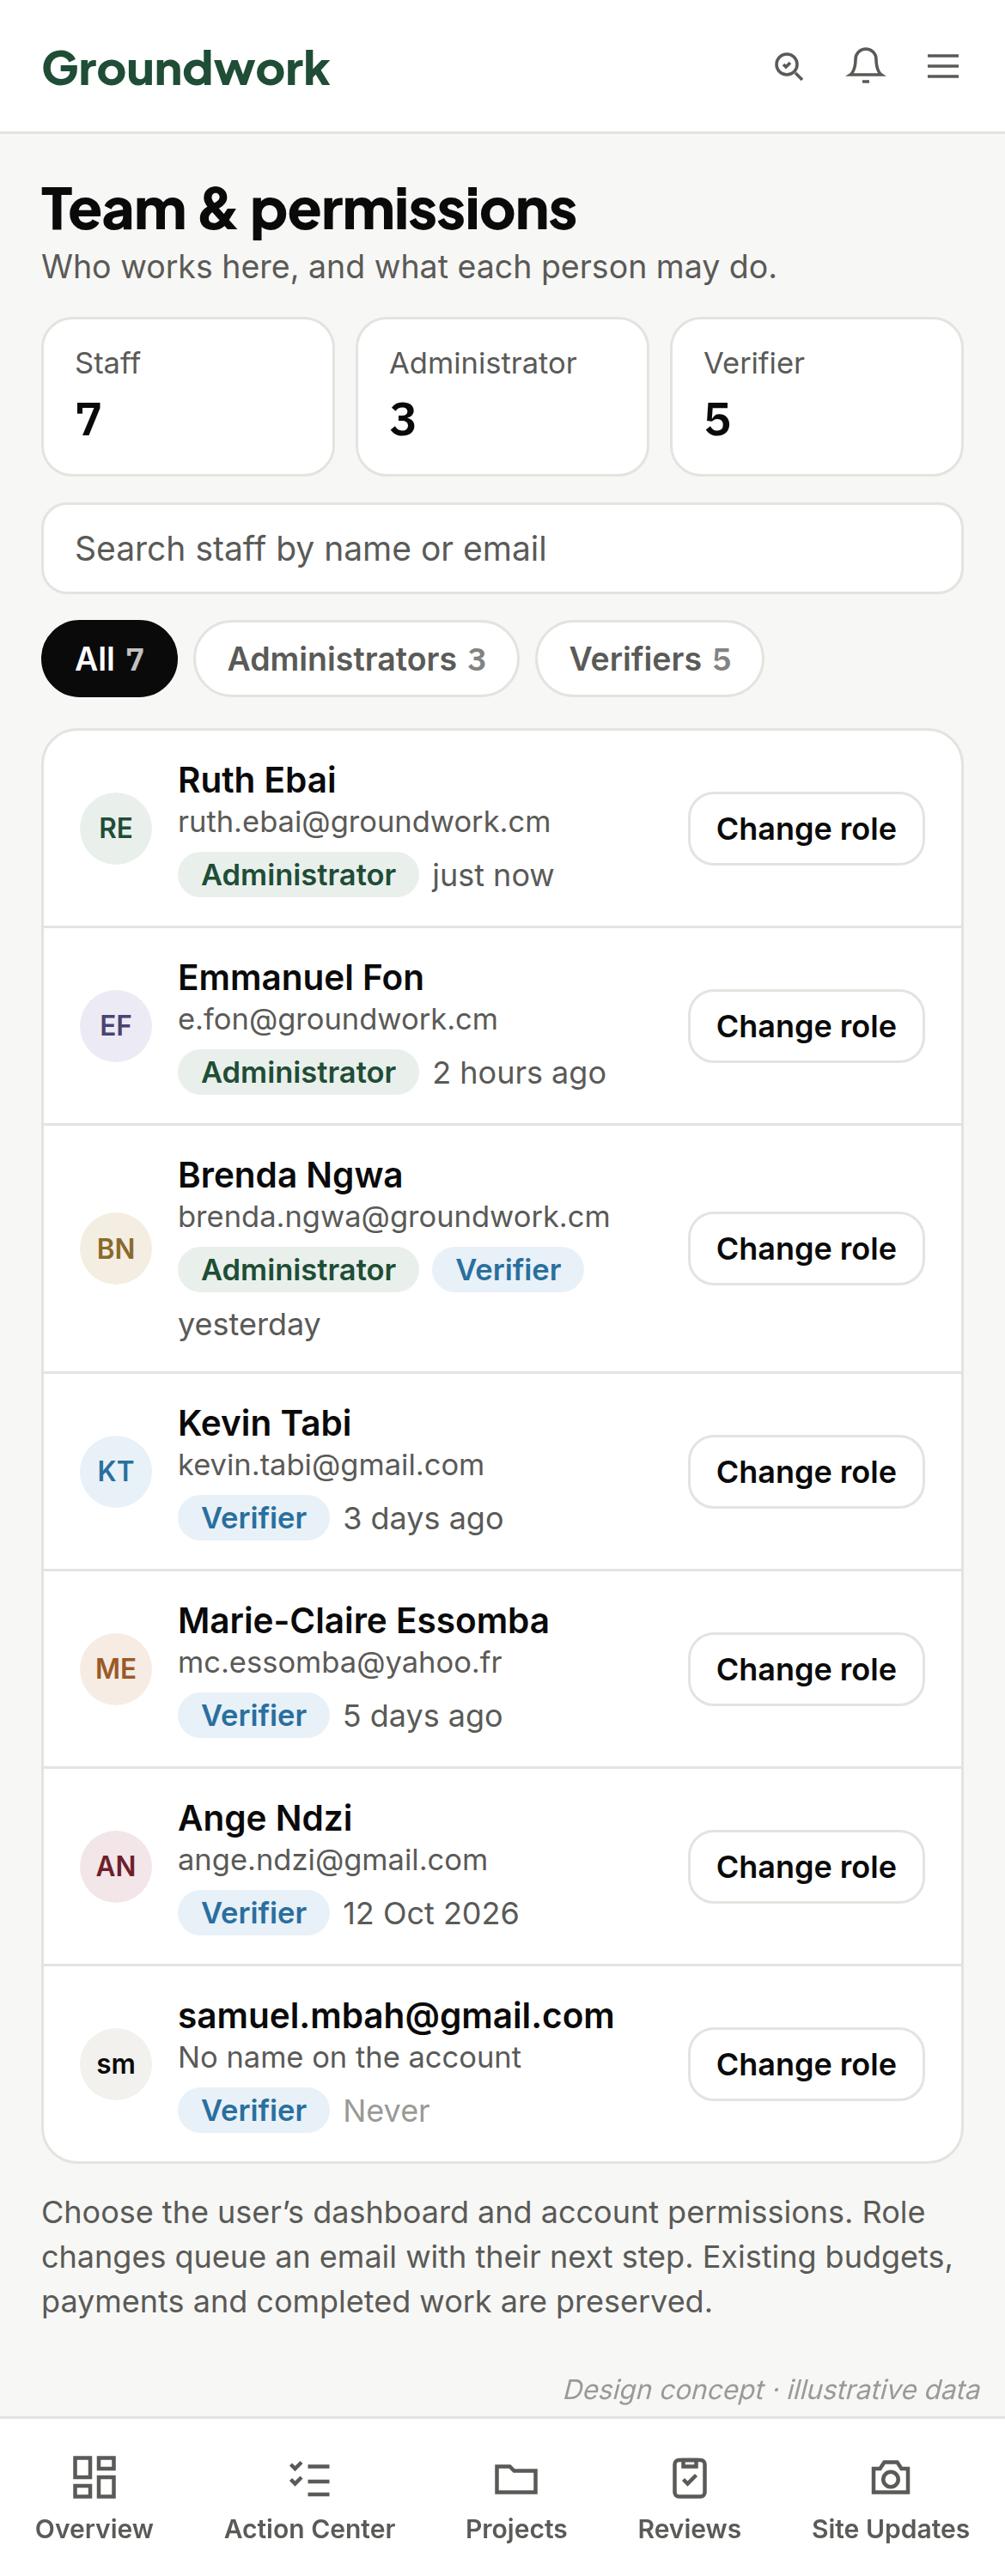 Groundwork
Team & permissions
Who works here, and what each person may do.
Staff
7
Administrator
3
Verifier
5
Search staff by name or email
All 7
Administrators 3
Verifiers 5
RE
Ruth Ebai
ruth.ebai@groundwork.cm
Administrator just now
Change role
EF
Emmanuel Fon
e.fon@groundwork.cm
Administrator 2 hours ago
Change role
BN
Brenda Ngwa
brenda.ngwa@groundwork.cm
Administrator Verifier
yesterday
Change role
KT
Kevin Tabi
kevin.tabi@gmail.com
Verifier 3 days ago
Change role
ME
Marie-Claire Essomba
mc.essomba@yahoo.fr
Verifier 5 days ago
Change role
AN
Ange Ndzi
ange.ndzi@gmail.com
Verifier 12 Oct 2026
Change role
sm
samuel.mbah@gmail.com
No name on the account
Verifier Never
Change role
Choose the user’s dashboard and account permissions. Role
changes queue an email with their next step. Existing budgets,
payments and completed work are preserved.
Design concept · illustrative data
Overview
Action Center
Projects
Reviews
Site Updates